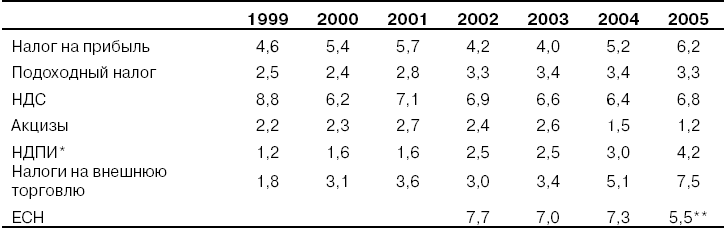 1999 2000 2001 2002 2003 2004 2005
Налог на прибыль 4,6 5,4 5,7 4,2 4,0 5,2 6,2
Подоходный налог 2,5 2,4 2,8 3,3 3,4 3,4 3,3
НДС 8,8 6,2 7,1 6,9 6,6 6,4 6,8
Акцизы 2,2 2,3 2,7 2,4 2,6 1,5 1,2
НДПИ* 1,2 1,6 1,6 2,5 2,5 3,0 4,2
Налоги на внешнюю
торговлю 1,8 3,1 3,6 3,0 3,4 5,1 7,5
ЕСН 7,7 7,0 7,3 5,5**